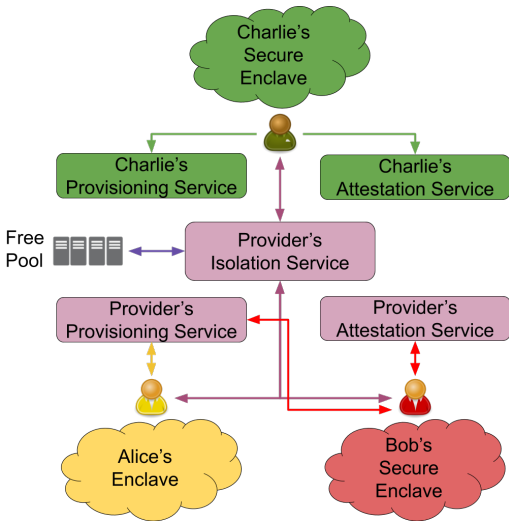 Charlie's
Secure
Enclave
Charlie's
Provisioning Service
Charlie's
Attestation Service
Free
Pool
Provider's
Isolation Service
Provider's
Provisioning Service
Provider's
Attestation Service
Alice's
Enclave
Bob's
Secure
Enclave